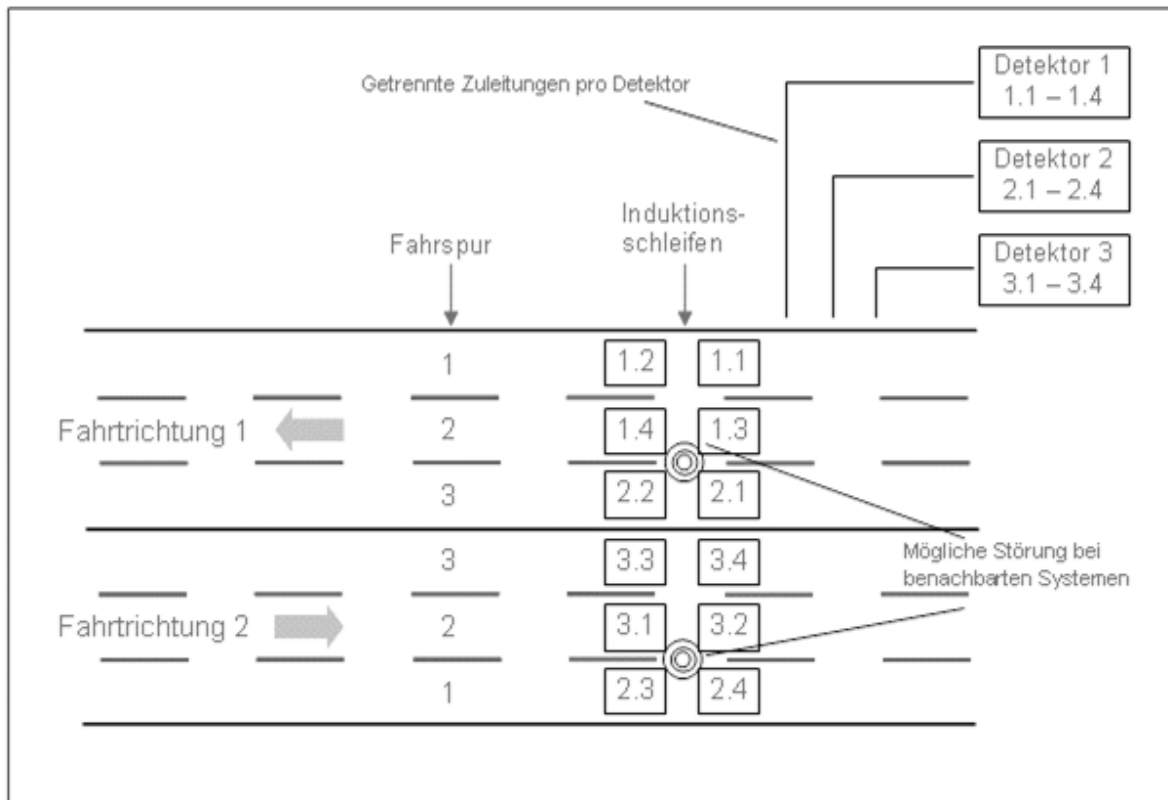 Getrennte Zuleitungen pro Detektor
Detektor 1
1.1 – 1.4
Detektor 2
2.1 – 2.4
Detektor 3
3.1 – 3.4
Fahrspur
Induktions-
schleifen
1
1.2
1.1
Fahrtrichtung 1
2
1.4
1.3
3
2.2
2.1
3
3.3
3.4
Mögliche Störung bei
benachbarten Systemen
Fahrtrichtung 2
2
3.1
3.2
1
2.3
2.4